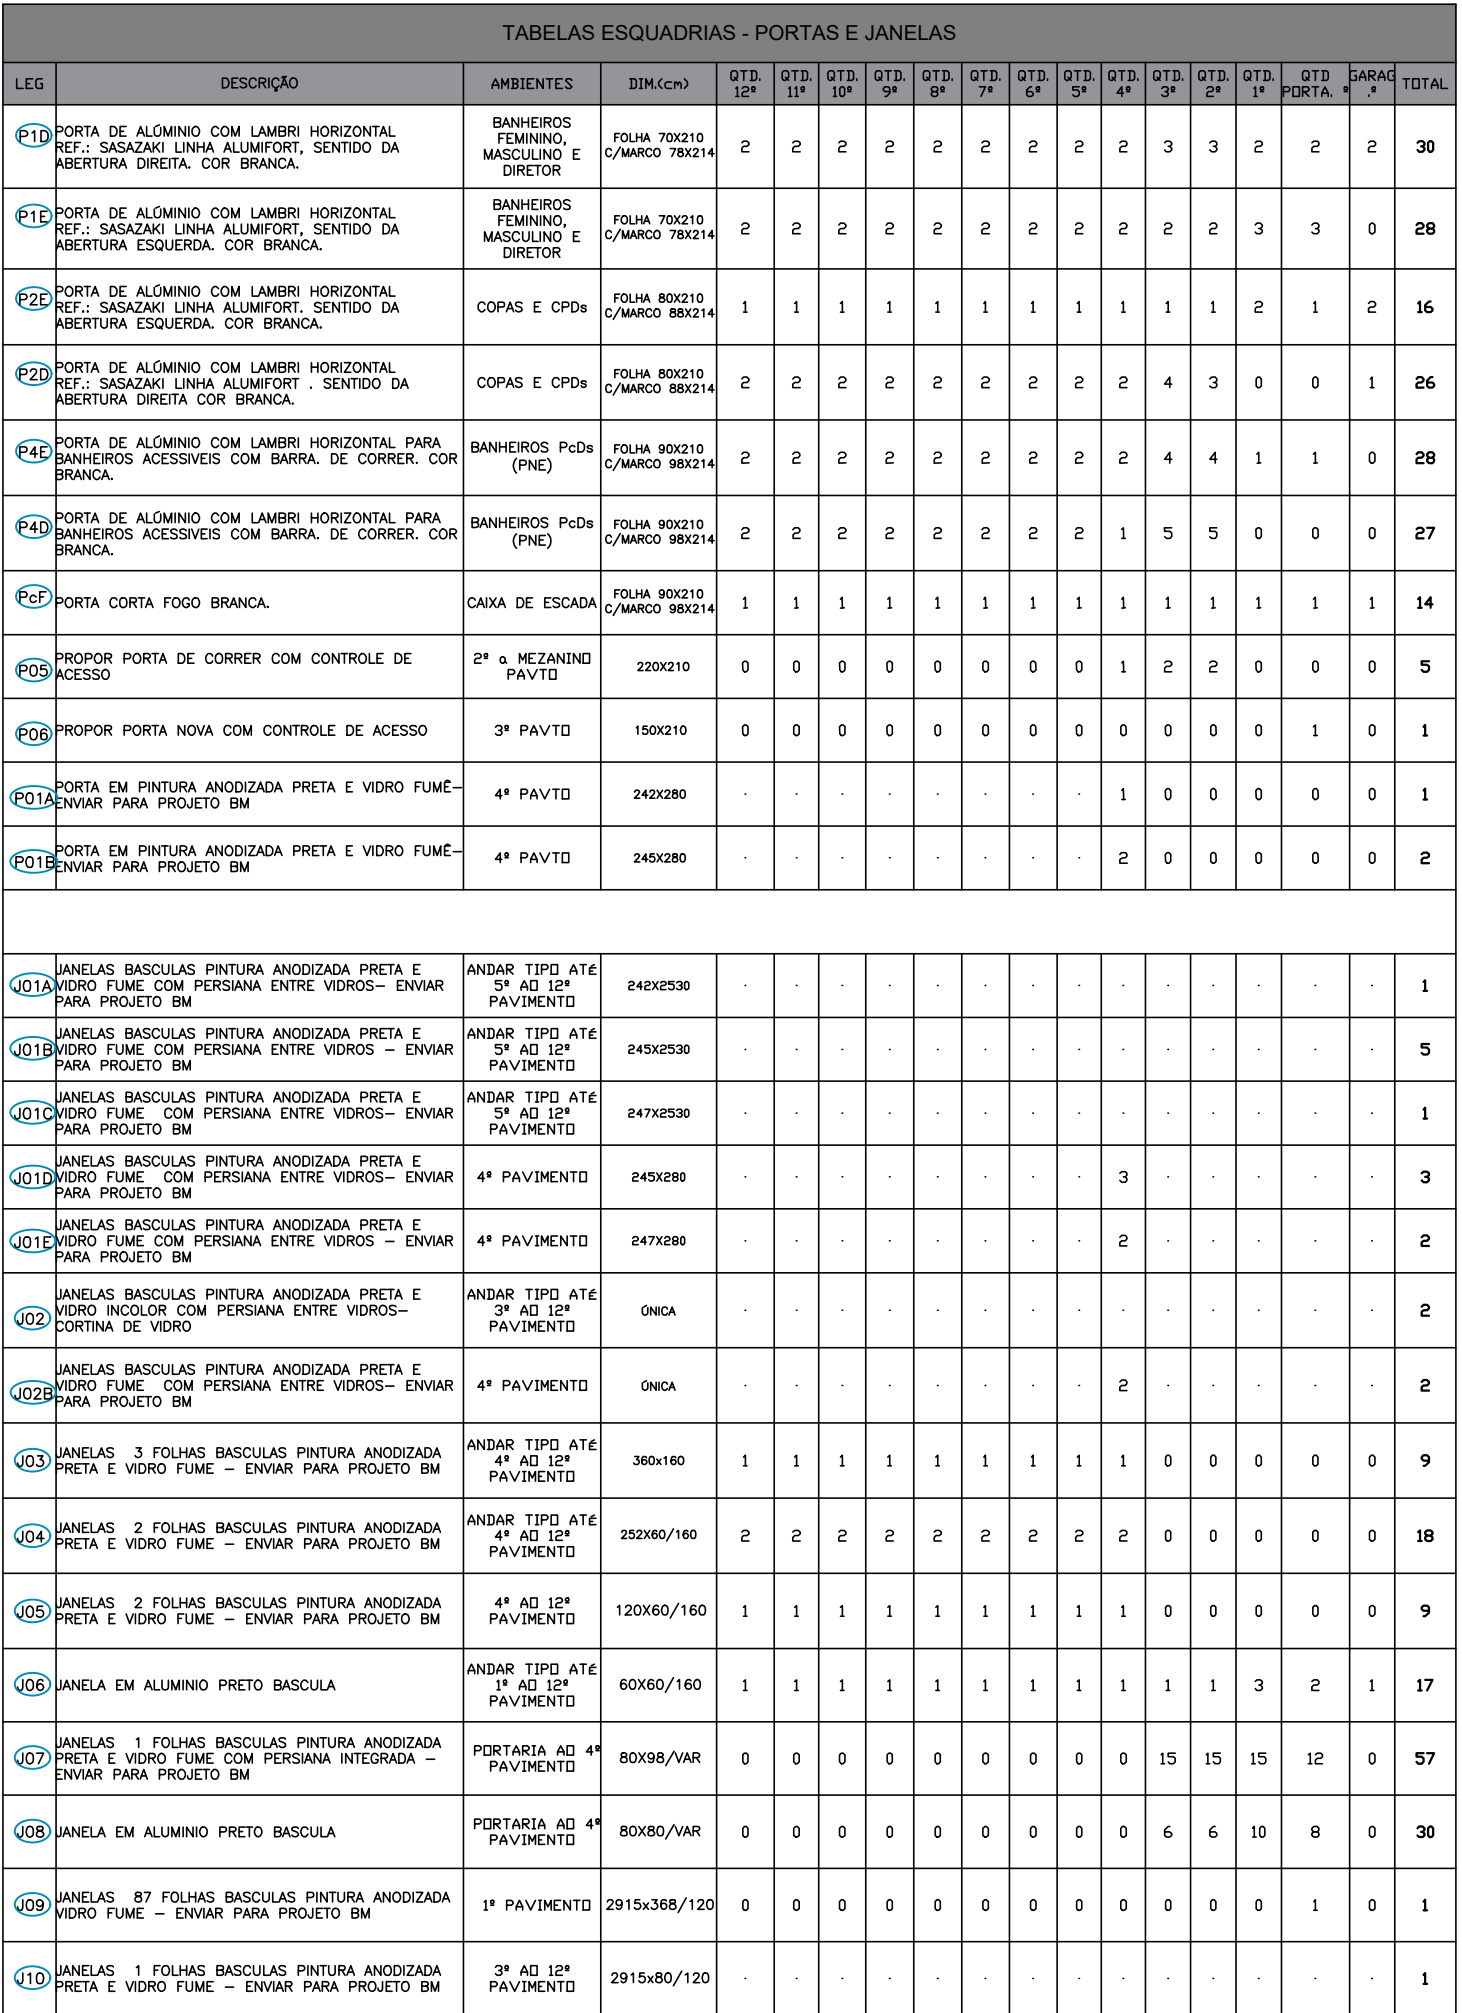 TABELAS ESQUADRIAS - PORTAS E JANELAS
LEG DESCRIÇÃO AMBIENTES DIM.(cm) QTD. 12º QTD. 11º QTD. 10º QTD. 9º QTD. 8º QTD. 7º QTD. 6º QTD. 5º QTD. 4º QTD. 3º QTD. 2º QTD. 1º QTD PORTA. º GARAG .º TOTAL
P1D
PORTA DE ALÚMINIO COM LAMBRI HORIZONTAL
REF.: SASAZAKI LINHA ALUMIFORT, SENTIDO DA
ABERTURA DIREITA. COR BRANCA.
BANHEIROS
FEMININO,
MASCULINO E
DIRETOR
FOLHA 70X210
C/MARCO 78X214
2 2 2 2 2 2 2 2 2 3 3 2 2 2 30
P1E
PORTA DE ALÚMINIO COM LAMBRI HORIZONTAL
REF.: SASAZAKI LINHA ALUMIFORT, SENTIDO DA
ABERTURA ESQUERDA. COR BRANCA.
BANHEIROS
FEMININO,
MASCULINO E
DIRETOR
FOLHA 70X210
C/MARCO 78X214
2 2 2 2 2 2 2 2 2 2 2 3 3 0 28
P2E
PORTA DE ALÚMINIO COM LAMBRI HORIZONTAL
REF.: SASAZAKI LINHA ALUMIFORT. SENTIDO DA
ABERTURA ESQUERDA. COR BRANCA.
COPAS E CPDs
FOLHA 80X210
C/MARCO 88X214
1 1 1 1 1 1 1 1 1 1 1 2 1 2 16
P2D
PORTA DE ALÚMINIO COM LAMBRI HORIZONTAL
REF.: SASAZAKI LINHA ALUMIFORT . SENTIDO DA
ABERTURA DIREITA COR BRANCA.
COPAS E CPDs
FOLHA 80X210
C/MARCO 88X214
2 2 2 2 2 2 2 2 2 4 3 0 0 1 26
P4E
PORTA DE ALÚMINIO COM LAMBRI HORIZONTAL PARA
BANHEIROS ACESSIVEIS COM BARRA. DE CORRER. COR
BRANCA.
BANHEIROS PcDs
(PNE)
FOLHA 90X210
C/MARCO 98X214
2 2 2 2 2 2 2 2 2 4 4 1 1 0 28
P4D
PORTA DE ALÚMINIO COM LAMBRI HORIZONTAL PARA
BANHEIROS ACESSIVEIS COM BARRA. DE CORRER. COR
BRANCA.
BANHEIROS PcDs
(PNE)
FOLHA 90X210
C/MARCO 98X214
2 2 2 2 2 2 2 2 1 5 5 0 0 0 27
PcF
PORTA CORTA FOGO BRANCA.
CAIXA DE ESCADA
FOLHA 90X210
C/MARCO 98X214
1 1 1 1 1 1 1 1 1 1 1 1 1 1 14
P05
PROPOR PORTA DE CORRER COM CONTROLE DE
ACESSO
2º a MEZANINO
PAVTO
220X210
0 0 0 0 0 0 0 0 1 2 2 0 0 0 5
P06
PROPOR PORTA NOVA COM CONTROLE DE ACESSO
3º PAVTO
150X210
0 0 0 0 0 0 0 0 0 0 0 0 1 0 1
P01A
PORTA EM PINTURA ANODIZADA PRETA E VIDRO FUMÊ–
ENVIAR PARA PROJETO BM
4º PAVTO
242X280
. . . . . . . . 1 0 0 0 0 0 1
P01B
PORTA EM PINTURA ANODIZADA PRETA E VIDRO FUMÊ–
ENVIAR PARA PROJETO BM
4º PAVTO
245X280
. . . . . . . . 2 0 0 0 0 0 2
J01A
JANELAS BASCULAS PINTURA ANODIZADA PRETA E
VIDRO FUME COM PERSIANA ENTRE VIDROS– ENVIAR
PARA PROJETO BM
ANDAR TIPO ATÉ
5º AO 12º
PAVIMENTO
242X2530
. . . . . . . . . . . . . . 1
J01B
JANELAS BASCULAS PINTURA ANODIZADA PRETA E
VIDRO FUME COM PERSIANA ENTRE VIDROS – ENVIAR
PARA PROJETO BM
ANDAR TIPO ATÉ
5º AO 12º
PAVIMENTO
245X2530
. . . . . . . . . . . . . . 5
J01C
JANELAS BASCULAS PINTURA ANODIZADA PRETA E
VIDRO FUME COM PERSIANA ENTRE VIDROS– ENVIAR
PARA PROJETO BM
ANDAR TIPO ATÉ
5º AO 12º
PAVIMENTO
247X2530
. . . . . . . . . . . . . . 1
J01D
JANELAS BASCULAS PINTURA ANODIZADA PRETA E
VIDRO FUME COM PERSIANA ENTRE VIDROS– ENVIAR
PARA PROJETO BM
4º PAVIMENTO
245X280
. . . . . . . . 3 . . . . . 3
J01E
JANELAS BASCULAS PINTURA ANODIZADA PRETA E
VIDRO FUME COM PERSIANA ENTRE VIDROS – ENVIAR
PARA PROJETO BM
4º PAVIMENTO
247X280
. . . . . . . . 2 . . . . . 2
J02
JANELAS BASCULAS PINTURA ANODIZADA PRETA E
VIDRO INCOLOR COM PERSIANA ENTRE VIDROS–
CORTINA DE VIDRO
ANDAR TIPO ATÉ
3º AO 12º
PAVIMENTO
ÚNICA
. . . . . . . . . . . . . . 2
J02B
JANELAS BASCULAS PINTURA ANODIZADA PRETA E
VIDRO FUME COM PERSIANA ENTRE VIDROS– ENVIAR
PARA PROJETO BM
4º PAVIMENTO
ÚNICA
. . . . . . . . 2 . . . . . 2
J03
JANELAS 3 FOLHAS BASCULAS PINTURA ANODIZADA
PRETA E VIDRO FUME – ENVIAR PARA PROJETO BM
ANDAR TIPO ATÉ
4º AO 12º
PAVIMENTO
360x160
1 1 1 1 1 1 1 1 1 0 0 0 0 0 9
J04
JANELAS 2 FOLHAS BASCULAS PINTURA ANODIZADA
PRETA E VIDRO FUME – ENVIAR PARA PROJETO BM
ANDAR TIPO ATÉ
4º AO 12º
PAVIMENTO
252X60/160
2 2 2 2 2 2 2 2 2 0 0 0 0 0 18
J05
JANELAS 2 FOLHAS BASCULAS PINTURA ANODIZADA
PRETA E VIDRO FUME – ENVIAR PARA PROJETO BM
4º AO 12º
PAVIMENTO
120X60/160
1 1 1 1 1 1 1 1 1 0 0 0 0 0 9
J06
JANELA EM ALUMINIO PRETO BASCULA
ANDAR TIPO ATÉ
1º AO 12º
PAVIMENTO
60X60/160
1 1 1 1 1 1 1 1 1 1 1 3 2 1 17
J07
JANELAS 1 FOLHAS BASCULAS PINTURA ANODIZADA
PRETA E VIDRO FUME COM PERSIANA INTEGRADA –
ENVIAR PARA PROJETO BM
PORTARIA AO 4º
PAVIMENTO
80X98/VAR
0 0 0 0 0 0 0 0 0 15 15 15 12 0 57
J08
JANELA EM ALUMINIO PRETO BASCULA
PORTARIA AO 4º
PAVIMENTO
80X80/VAR
0 0 0 0 0 0 0 0 0 6 6 10 8 0 30
J09
JANELAS 87 FOLHAS BASCULAS PINTURA ANODIZADA
VIDRO FUME – ENVIAR PARA PROJETO BM
1º PAVIMENTO
2915x368/120
0 0 0 0 0 0 0 0 0 0 0 0 1 0 1
J10
JANELAS 1 FOLHAS BASCULAS PINTURA ANODIZADA
PRETA E VIDRO FUME – ENVIAR PARA PROJETO BM
3º AO 12º
PAVIMENTO
2915x80/120
. . . . . . . . . . . . . . 1